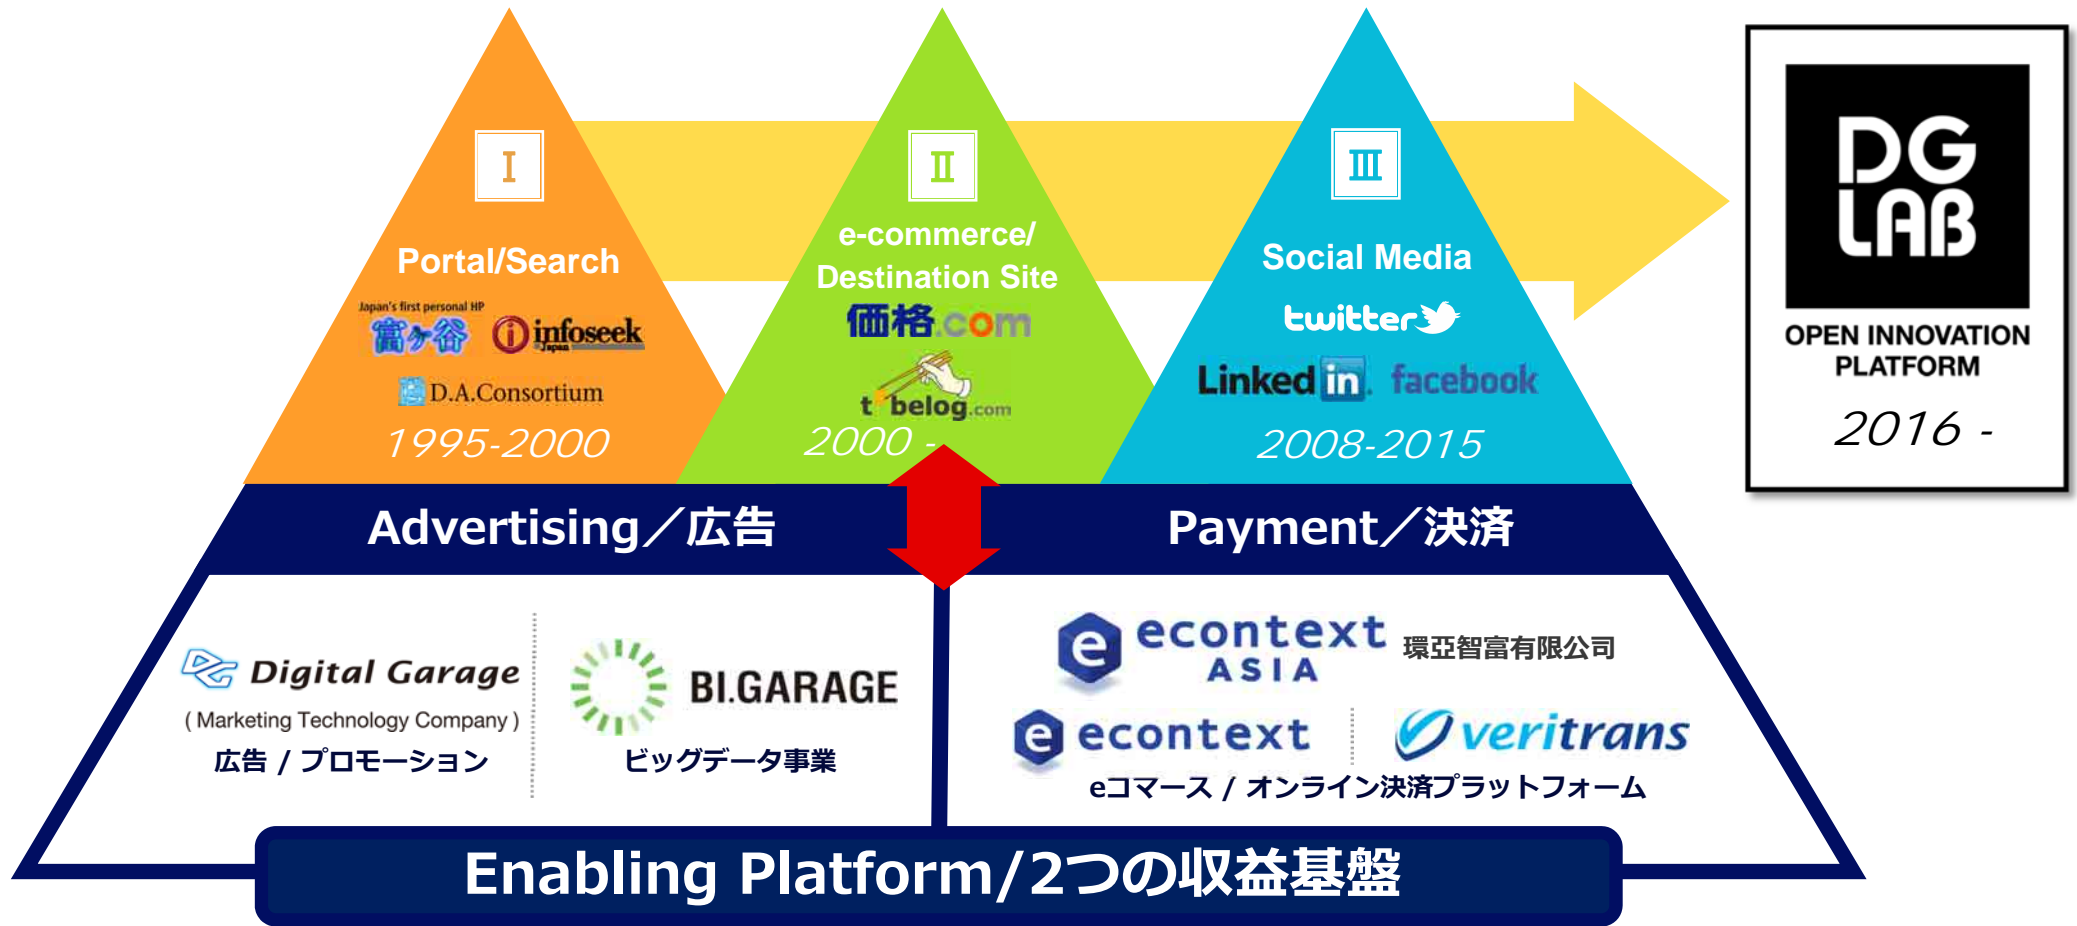 I
Portal/Search
Japan's first personal HP
富ヶ谷
infoseek
Japan
D.A.Consortium
1995-2000
II
e-commerce/
Destination Site
価格.com
t belog.com
2000 -
III
Social Media
twitter
Linked in.
facebook
2008-2015
DG
LAB
OPEN INNOVATION
PLATFORM
2016 -
Advertising／広告
Payment／決済
DG Digital Garage
( Marketing Technology Company )
広告 / プロモーション
BI.GARAGE
ビッグデータ事業
e econtext
ASIA
環亞智富有限公司
e econtext
veritrans
eコマース / オンライン決済プラットフォーム
Enabling Platform/2つの収益基盤